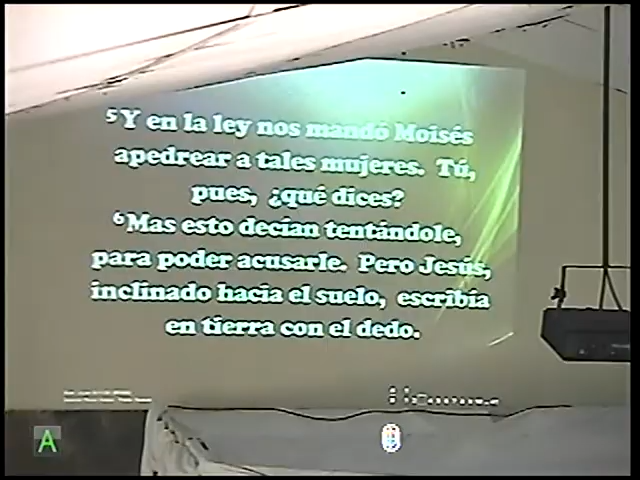 ⁵Y en la ley nos mandó Moisés
apedrear a tales mujeres. Tú,
pues, ¿qué dices?
⁶Mas esto decían tentándole,
para poder acusarle. Pero Jesús,
inclinado hacia el suelo, escribía
en tierra con el dedo.
A